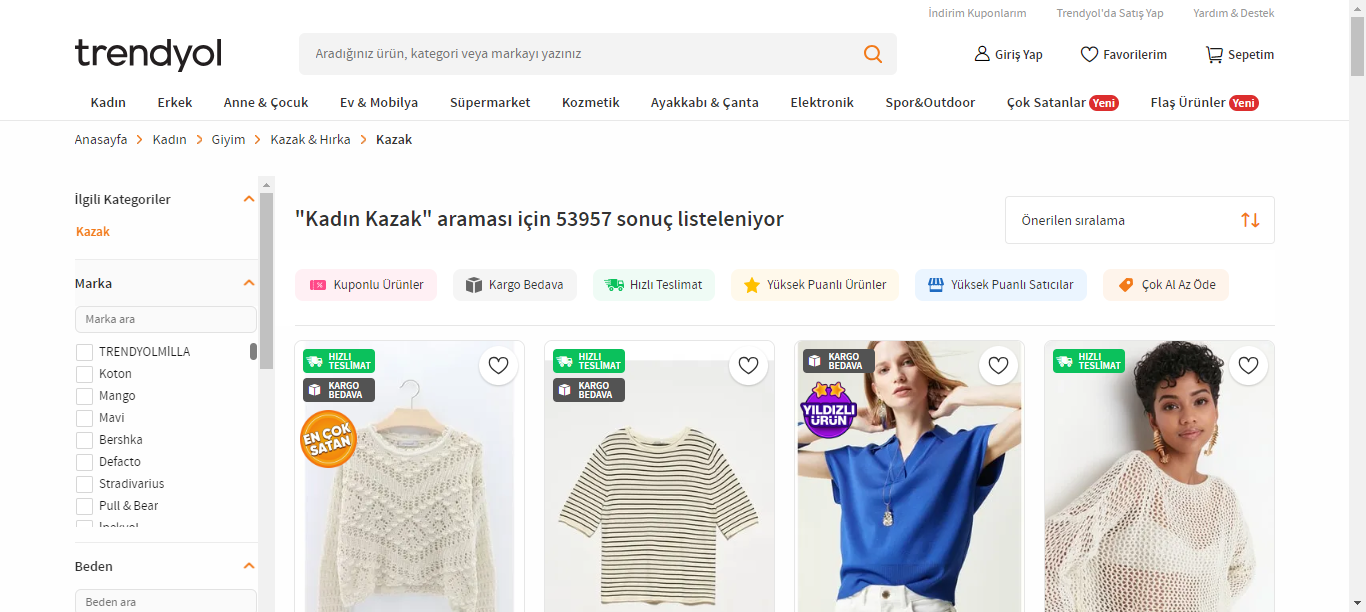 İndirim Kuponlarım Trendyol'da Satış Yap Yardım & Destek
trendyol
Aradığınız ürün, kategori veya markayı yazınız
Giriş Yap Favorilerim Sepetim
Kadın Erkek Anne & Çocuk Ev & Mobilya Süpermarket Kozmetik Ayakkabı & Çanta Elektronik Spor&Outdoor Çok Satanlar Yeni Flaş Ürünler Yeni
Anasayfa Kadın Giyim Kazak & Hırka Kazak
İlgili Kategoriler
Kazak
Marka
Marka ara
TRENDYOLMİLLA
Koton
Mango
Mavi
Bershka
Defacto
Stradivarius
Pull & Bear
Beden
Beden ara
"Kadın Kazak" araması için 53957 sonuç listeleniyor
Önerilen sıralama
Kuponlu Ürünler Kargo Bedava Hızlı Teslimat Yüksek Puanlı Ürünler Yüksek Puanlı Satıcılar Çok Al Az Öde
HIZLI
TESLİMAT
KARGO
BEDAVA
EN ÇOK
SATAN
HIZLI
TESLİMAT
KARGO
BEDAVA
KARGO
BEDAVA
YILDIZLI
ÜRÜN
HIZLI
TESLİMAT